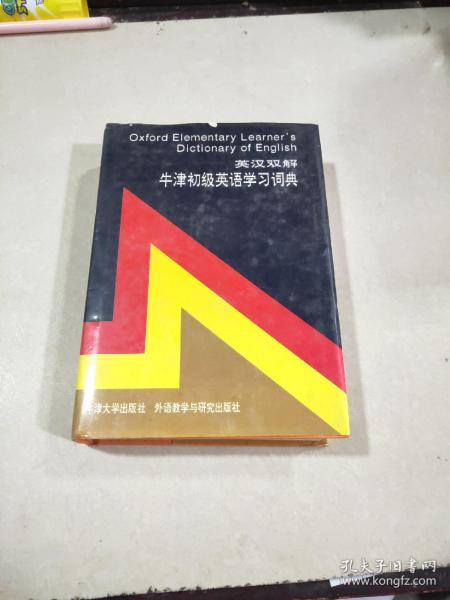 Oxford Elementary Learner's
Dictionary of English
英汉双解
牛津初级英语学习词典
牛津大学出版社 外语教学与研究出版社
孔夫子旧书网
www.kongfz.com